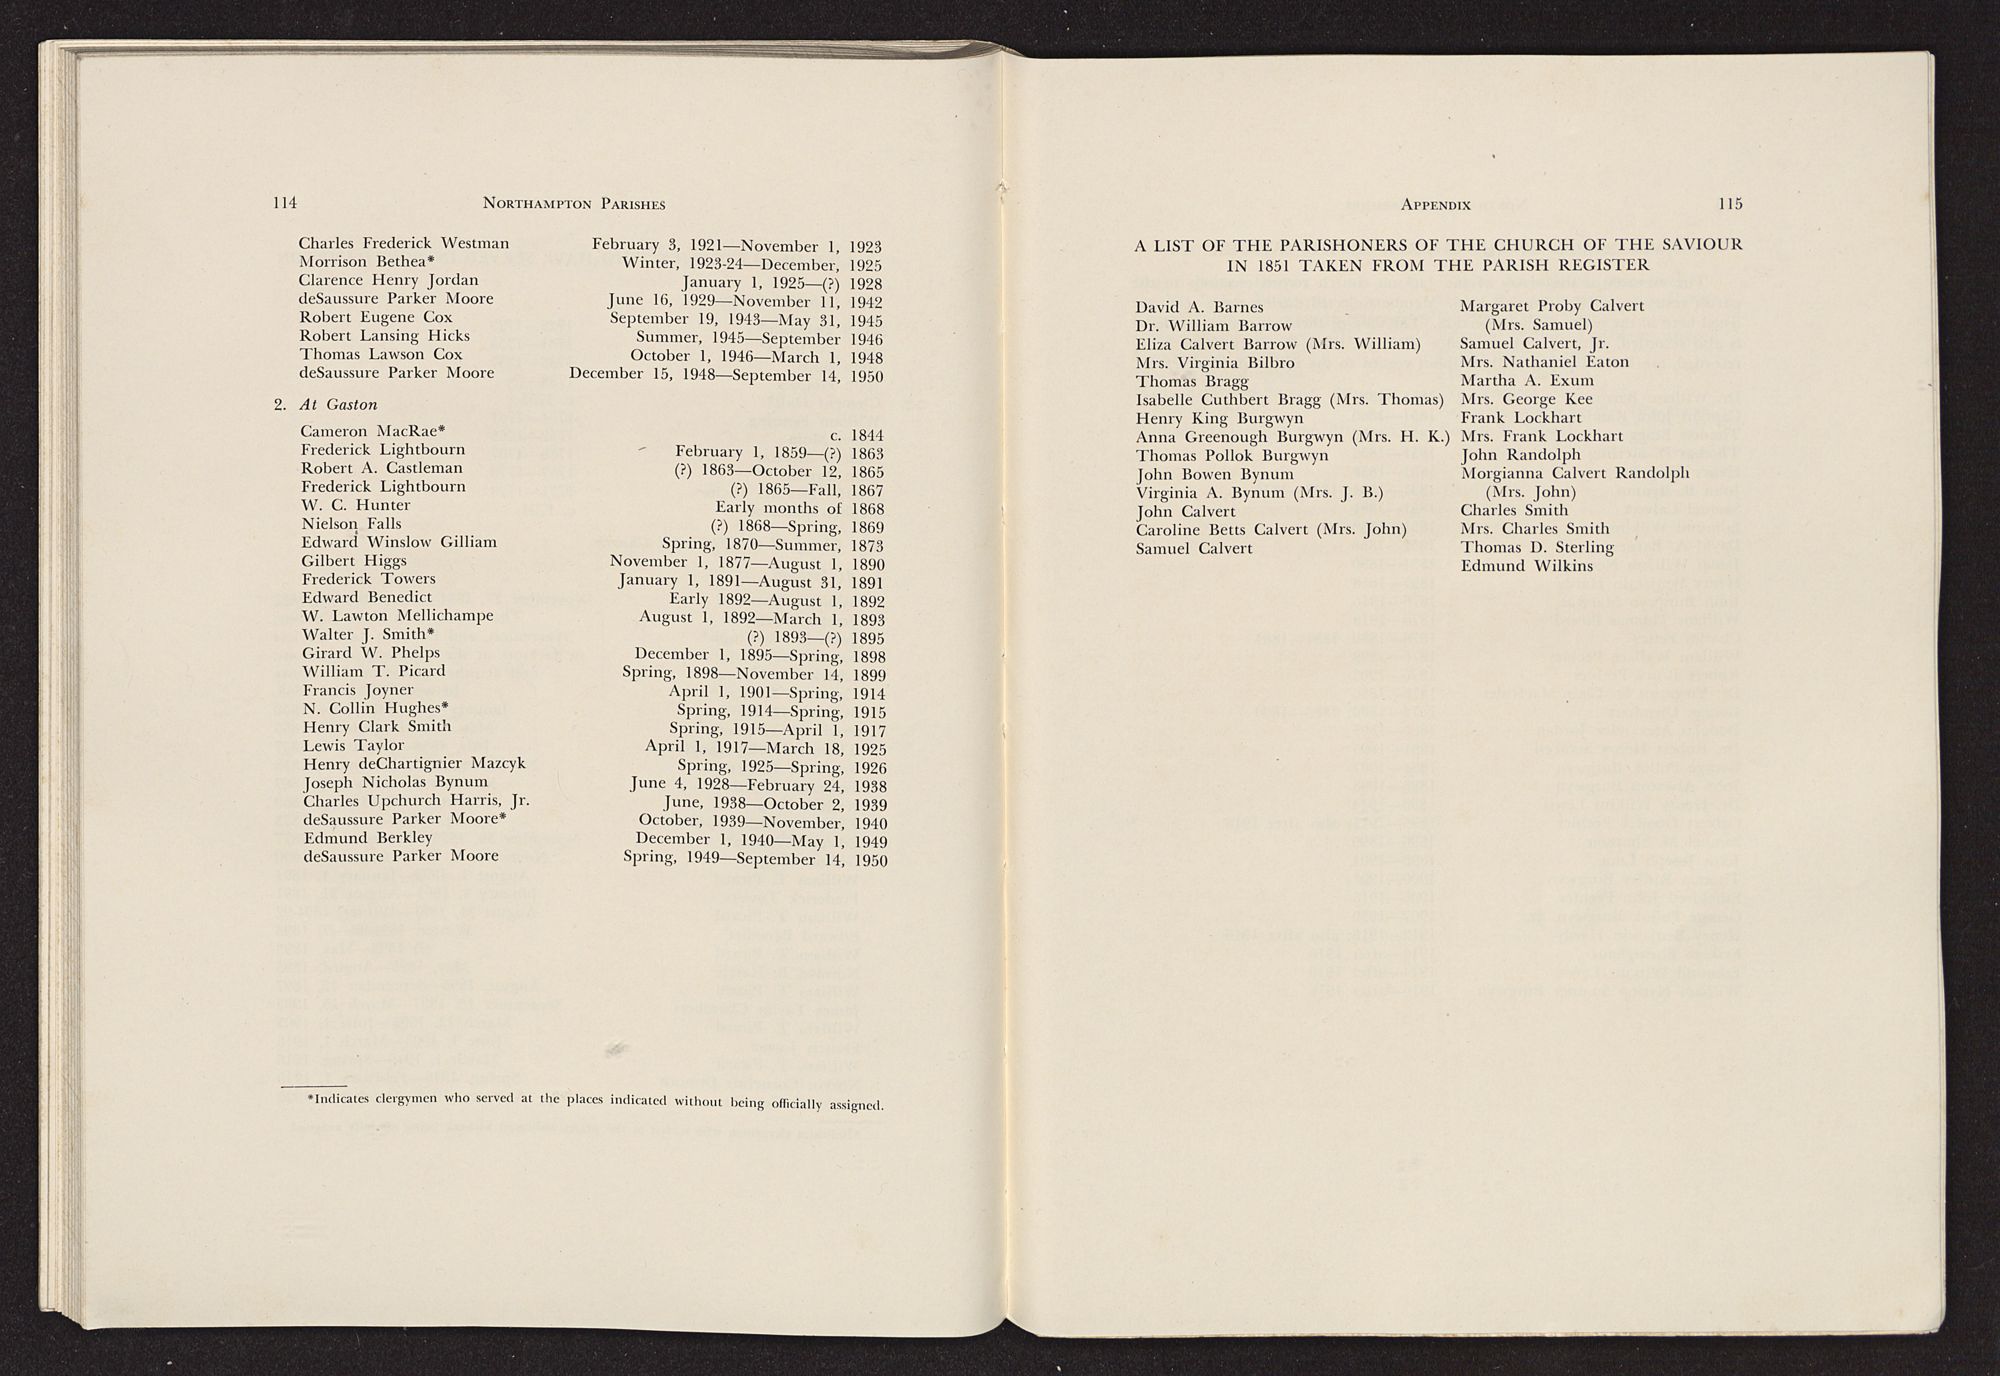 114 Northampton Parishes
Charles Frederick Westman February 3, 1921—November 1, 1923
Morrison Bethea* Winter, 1923-24—December, 1925
Clarence Henry Jordan January 1, 1925—(?) 1928
deSaussure Parker Moore June 16, 1929—November 11, 1942
Robert Eugene Cox September 19, 1943—May 31, 1945
Robert Lansing Hicks Summer, 1945—September 1946
Thomas Lawson Cox October 1, 1946—March 1, 1948
deSaussure Parker Moore December 15, 1948—September 14, 1950
2. At Gaston
Cameron MacRae* c. 1844
Frederick Lightbourn February 1, 1859—(?) 1863
Robert A. Castleman (?) 1863—October 12, 1865
Frederick Lightbourn (?) 1865—Fall, 1867
W. C. Hunter Early months of 1868
Nielson Falls (?) 1868—Spring, 1869
Edward Winslow Gilliam Spring, 1870—Summer, 1873
Gilbert Higgs November 1, 1877—August 1, 1890
Frederick Towers January 1, 1891—August 31, 1891
Edward Benedict Early 1892—August 1, 1892
W. Lawton Mellichampe August 1, 1892—March 1, 1893
Walter J. Smith* (?) 1893—(?) 1895
Girard W. Phelps December 1, 1895—Spring, 1898
William T. Picard Spring, 1898—November 14, 1899
Francis Joyner April 1, 1901—Spring, 1914
N. Collin Hughes* Spring, 1914—Spring, 1915
Henry Clark Smith Spring, 1915—April 1, 1917
Lewis Taylor April 1, 1917—March 18, 1925
Henry deChartignier Mazcyk Spring, 1925—Spring, 1926
Joseph Nicholas Bynum June 4, 1928—February 24, 1938
Charles Upchurch Harris, Jr. June, 1938—October 2, 1939
deSaussure Parker Moore* October, 1939—November, 1940
Edmund Berkley December 1, 1940—May 1, 1949
deSaussure Parker Moore Spring, 1949—September 14, 1950
*Indicates clergymen who served at the places indicated without being officially assigned.
Appendix 115
A LIST OF THE PARISHONERS OF THE CHURCH OF THE SAVIOUR
IN 1851 TAKEN FROM THE PARISH REGISTER
David A. Barnes
Dr. William Barrow
Eliza Calvert Barrow (Mrs. William)
Mrs. Virginia Bilbro
Thomas Bragg
Isabelle Cuthbert Bragg (Mrs. Thomas)
Henry King Burgwyn
Anna Greenough Burgwyn (Mrs. H. K.)
Thomas Pollok Burgwyn
John Bowen Bynum
Virginia A. Bynum (Mrs. J. B.)
John Calvert
Caroline Betts Calvert (Mrs. John)
Samuel Calvert
Margaret Proby Calvert
(Mrs. Samuel)
Samuel Calvert, Jr.
Mrs. Nathaniel Eaton
Martha A. Exum
Mrs. George Kee
Frank Lockhart
Mrs. Frank Lockhart
John Randolph
Morgianna Calvert Randolph
(Mrs. John)
Charles Smith
Mrs. Charles Smith
Thomas D. Sterling
Edmund Wilkins